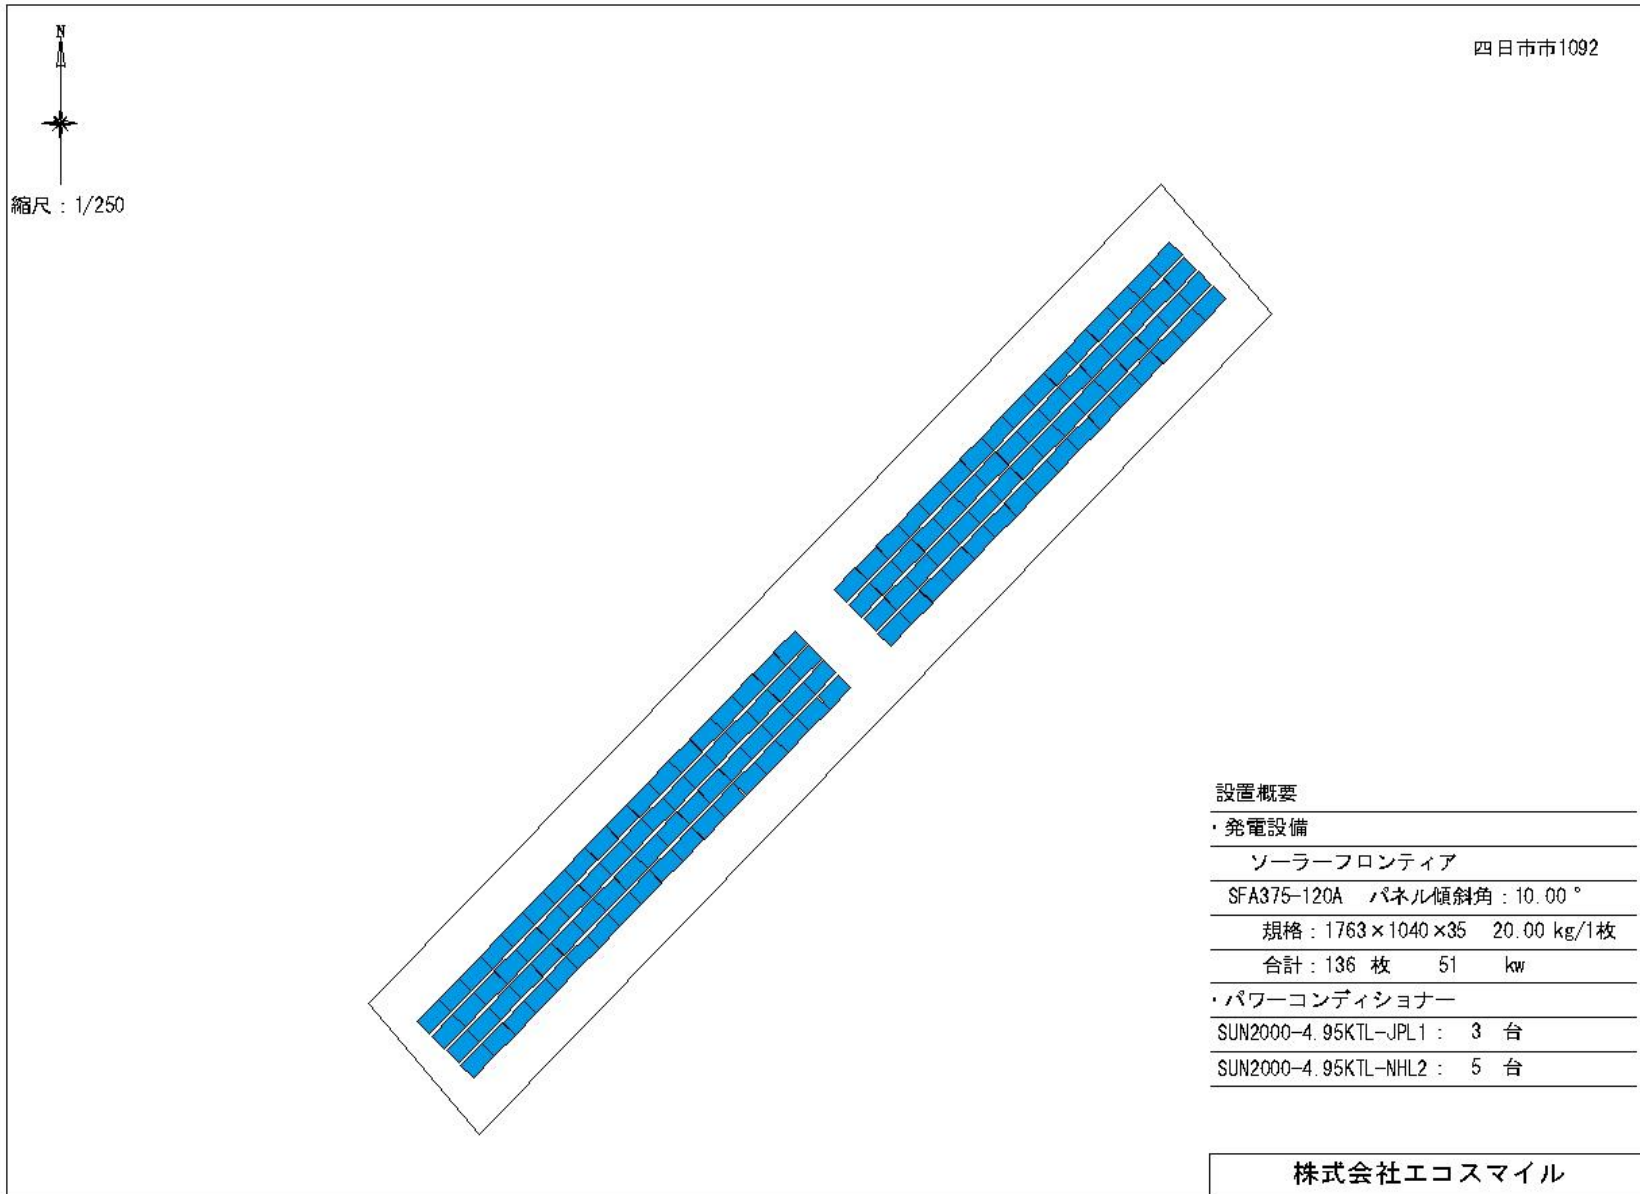 N
四日市市1092
縮尺：1/250
設置概要
・発電設備
ソーラーフロンティア
SFA375-120A パネル傾斜角：10.00°
規格：1763×1040×35 20.00 kg/1枚
合計：136 枚 51 kw
・パワーコンディショナー
SUN2000-4.95KTL-JPL1： 3 台
SUN2000-4.95KTL-NHL2： 5 台
株式会社エコスマイル